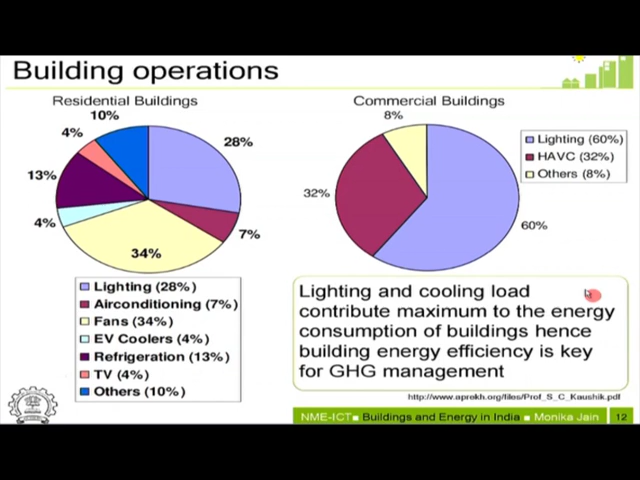 Building operations
Residential Buildings
10%
4%
28%
13%
4%
7%
34%
Lighting (28%)
Airconditioning (7%)
Fans (34%)
EV Coolers (4%)
Refrigeration (13%)
TV (4%)
Others (10%)
Commercial Buildings
8%
32%
60%
Lighting (60%)
HAVC (32%)
Others (8%)
Lighting and cooling load
contribute maximum to the energy
consumption of buildings hence
building energy efficiency is key
for GHG management
http://www.aprekh.org/files/Prof_S_C_Kaushik.pdf
NME-ICT Buildings and Energy in India Monika Jain 12